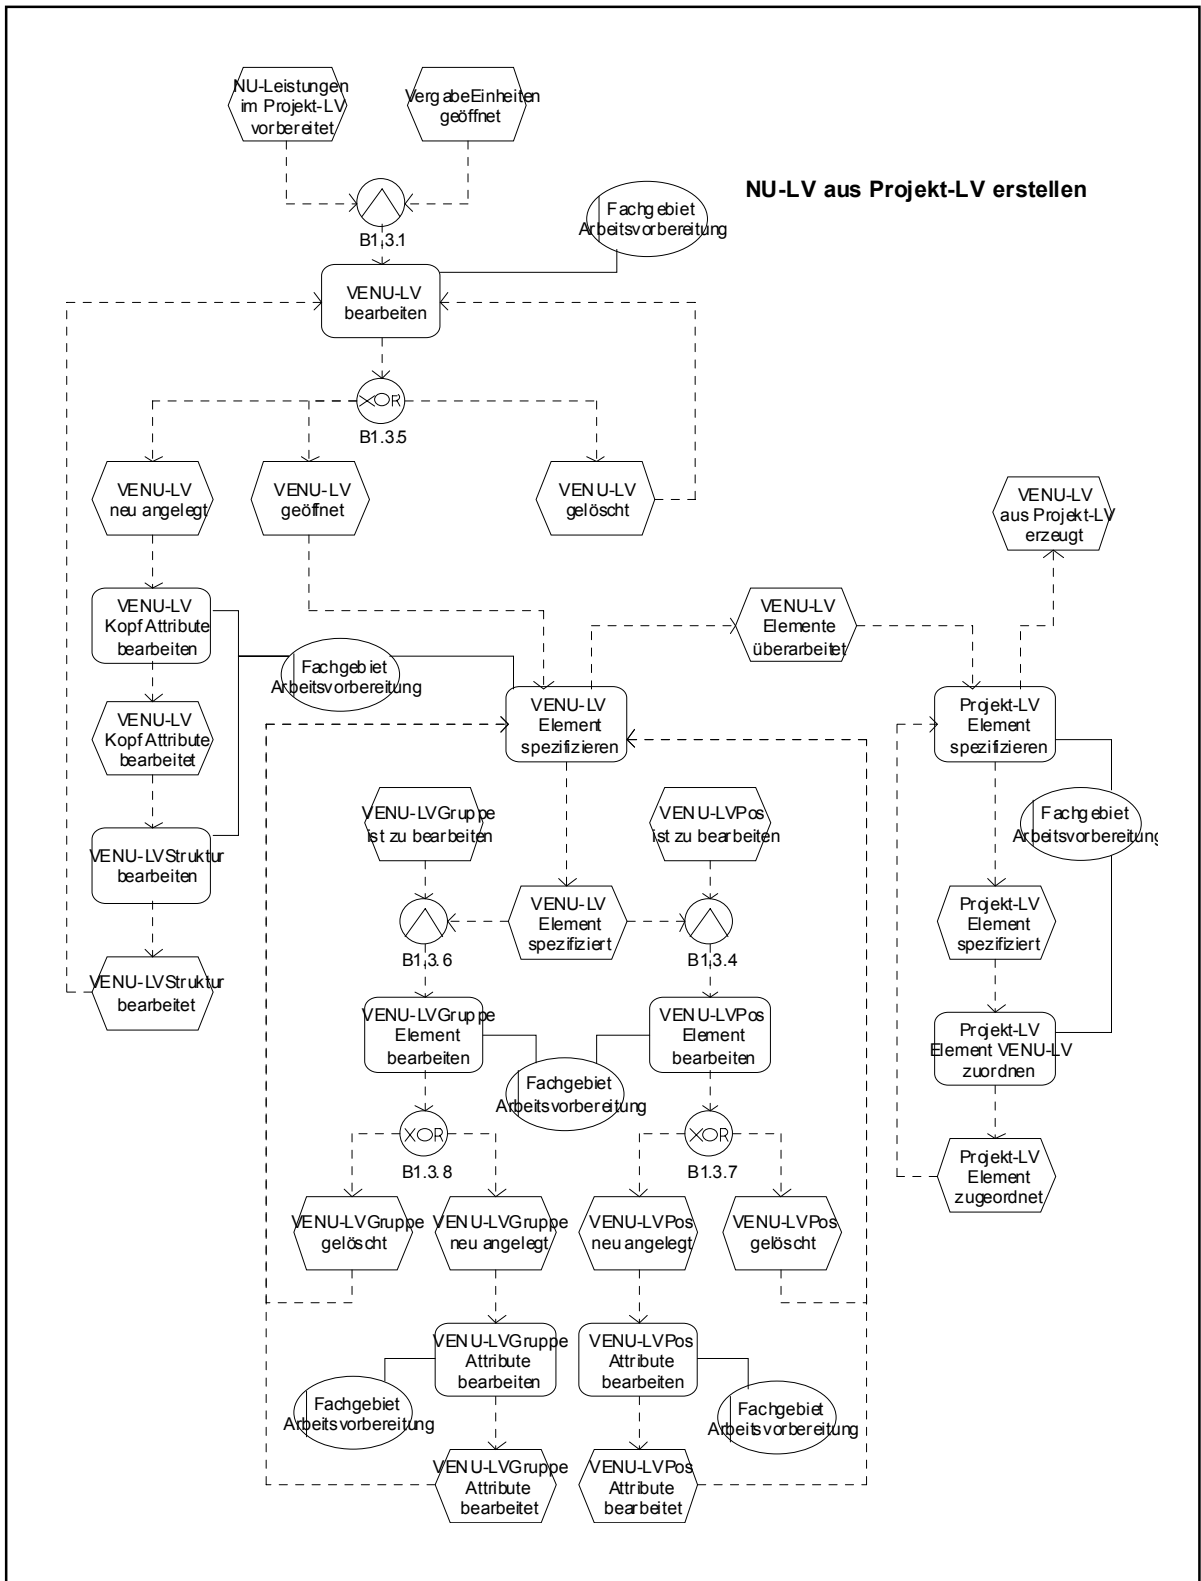 NU-Leistungen
im Projekt-LV
vorbereitet
VergabeEinheiten
geöffnet
NU-LV aus Projekt-LV erstellen
Fachgebiet
Arbeitsvorbereitung
B1.3.1
VENU-LV
bearbeiten
XOR
B1.3.5
VENU-LV
neu angelegt
VENU-LV
geöffnet
VENU-LV
gelöscht
VENU-LV
aus Projekt-LV
erzeugt
VENU-LV
Kopf Attribute
bearbeiten
VENU-LV
Elemente
überarbeitet
Fachgebiet
Arbeitsvorbereitung
VENU-LV
Element
spezifizieren
Projekt-LV
Element
spezifizieren
VENU-LV
Kopf Attribute
bearbeitet
VENU-LVGruppe
ist zu bearbeiten
VENU-LVPos
ist zu bearbeiten
Fachgebiet
Arbeitsvorbereitung
VENU-LVStruktur
bearbeiten
VENU-LV
Element
spezifiziert
Projekt-LV
Element
spezifiziert
B1.3.6
B1.3.4
VENU-LVStruktur
bearbeitet
VENU-LVGruppe
Element
bearbeiten
VENU-LVPos
Element
bearbeiten
Projekt-LV
Element VENU-LV
zuordnen
Fachgebiet
Arbeitsvorbereitung
XOR
B1.3.8
XOR
B1.3.7
Projekt-LV
Element
zugeordnet
VENU-LVGruppe
gelöscht
VENU-LVGruppe
neu angelegt
VENU-LVPos
neu angelegt
VENU-LVPos
gelöscht
VENU-LVGruppe
Attribute
bearbeiten
VENU-LVPos
Attribute
bearbeiten
Fachgebiet
Arbeitsvorbereitung
Fachgebiet
Arbeitsvorbereitung
VENU-LVGruppe
Attribute
bearbeitet
VENU-LVPos
Attribute
bearbeitet